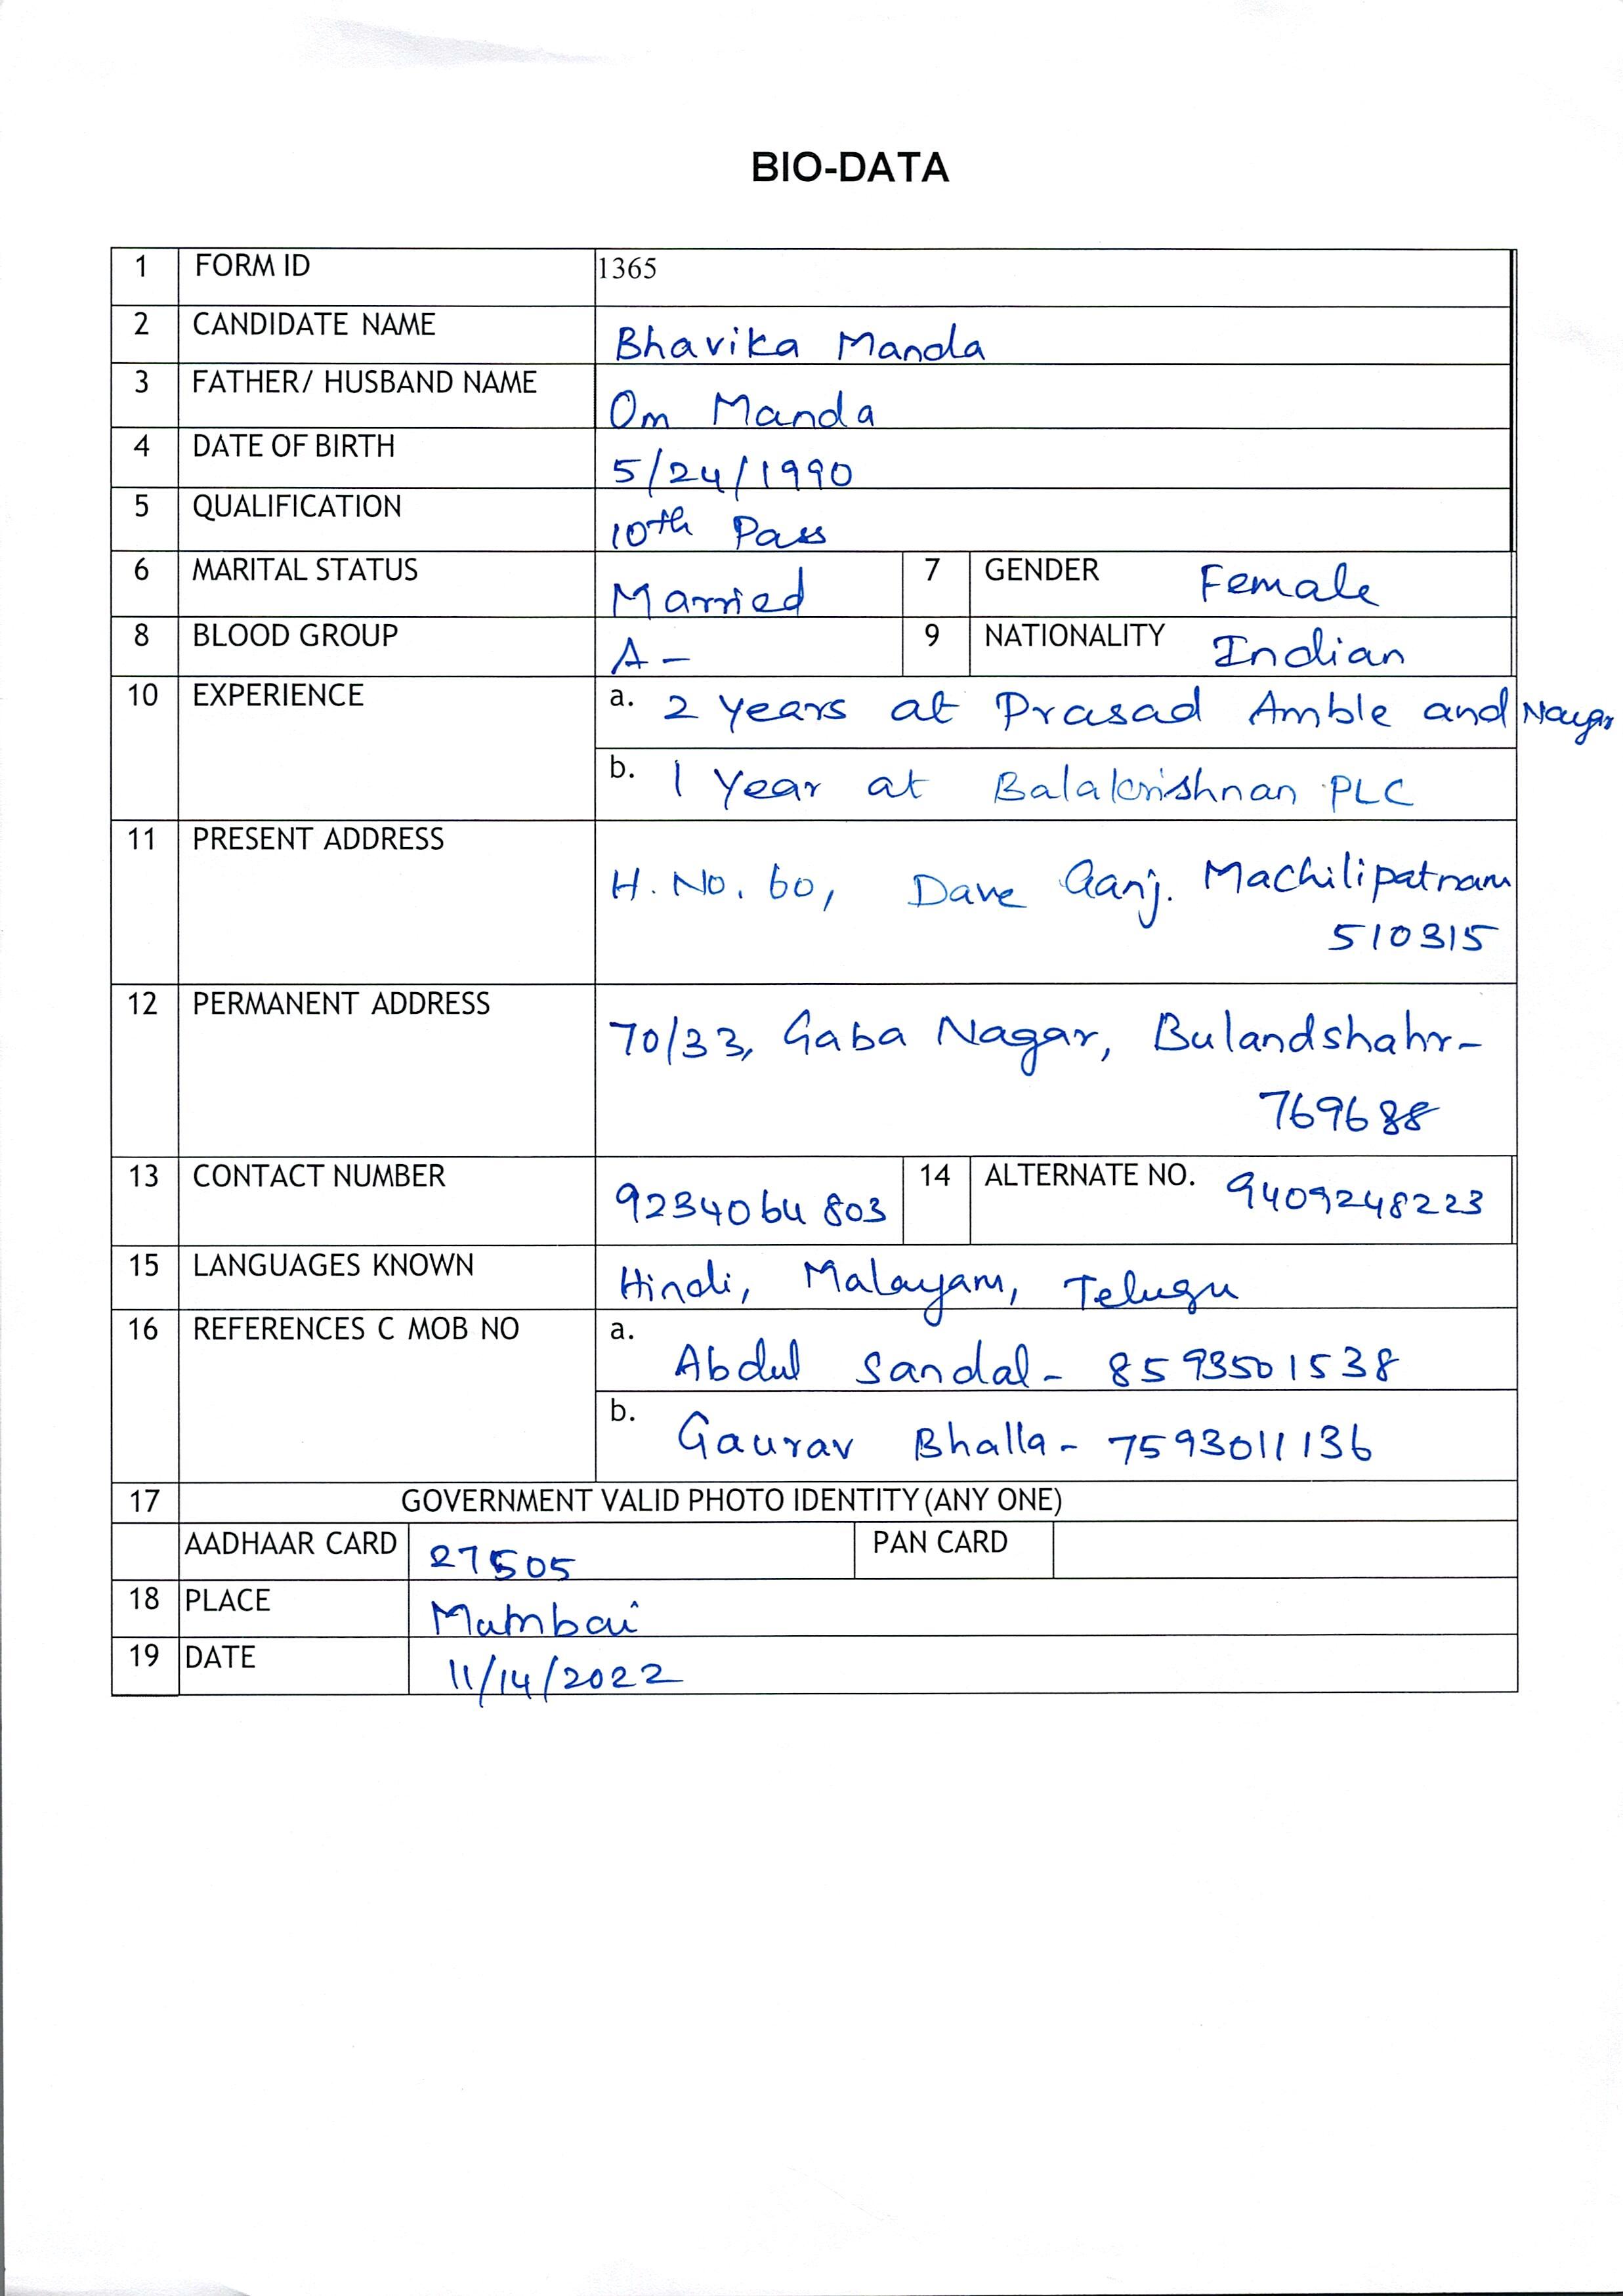 BIO-DATA
1 FORM ID 1365
2 CANDIDATE NAME Bhavika Manda
3 FATHER/ HUSBAND NAME Om Manda
4 DATE OF BIRTH 5/24/1990
5 QUALIFICATION 10th Pass
6 MARITAL STATUS Married 7 GENDER Female
8 BLOOD GROUP A- 9 NATIONALITY Indian
10 EXPERIENCE a. 2 years at Prasad Amble and
b. 1 Year at Balakrishnan PLC
11 PRESENT ADDRESS
H. No. 60, Dave Ganj. Machilipatnam
510315
12 PERMANENT ADDRESS
70/33, Gaba Nagar, Bulandshahr-
769688
13 CONTACT NUMBER 9234064803 14 ALTERNATE NO. 9409248223
15 LANGUAGES KNOWN Hindi, Malayam, Telugu
16 REFERENCES C MOB NO a. Abdul Sandal- 8593501538
b. Gaurav Bhalla- 7593011136
17 GOVERNMENT VALID PHOTO IDENTITY (ANY ONE)
AADHAAR CARD 27505 PAN CARD
18 PLACE Mumbai
19 DATE 11/14/2022